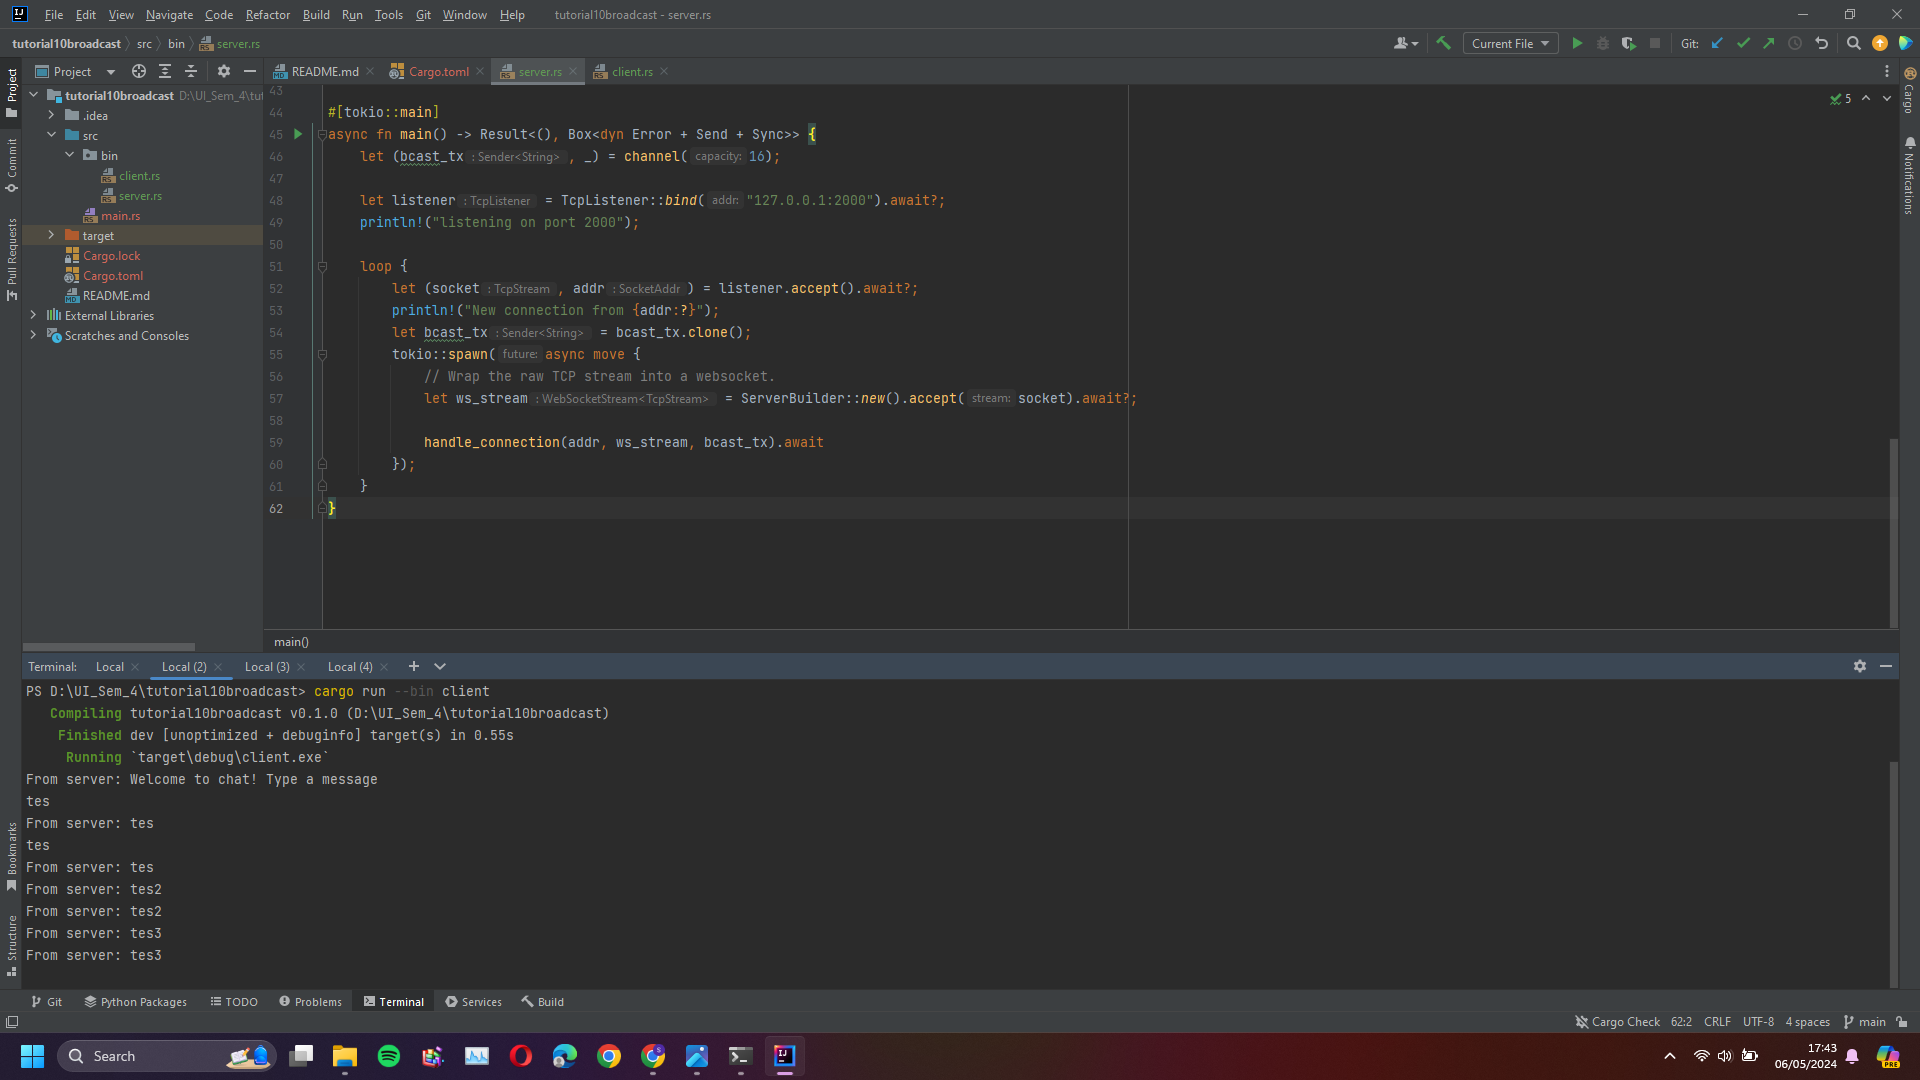 File Edit View Navigate Code Refactor Build Run Tools Git Window Help tutorial10broadcast - server.rs
tutorial10broadcast src bin server.rs Current File Git:
Project README.md Cargo.toml server.rs client.rs
tutorial10broadcast D:\UI_Sem_4\tut
.idea
src
bin
client.rs
server.rs
main.rs
target
Cargo.lock
Cargo.toml
README.md
External Libraries
Scratches and Consoles
Project
Commit
Pull Requests
Bookmarks
Structure
Cargo
Notifications
5
43
44 #[tokio::main]
45 async fn main() -> Result<(), Box<dyn Error + Send + Sync>> {
46 let (bcast_tx : Sender<String> , _) = channel( capacity: 16);
47
48 let listener : TcpListener = TcpListener::bind( addr: "127.0.0.1:2000").await?;
49 println!("listening on port 2000");
50
51 loop {
52 let (socket : TcpStream , addr : SocketAddr ) = listener.accept().await?;
53 println!("New connection from {addr:?}");
54 let bcast_tx : Sender<String> = bcast_tx.clone();
55 tokio::spawn( future: async move {
56 // Wrap the raw TCP stream into a websocket.
57 let ws_stream : WebSocketStream<TcpStream> = ServerBuilder::new().accept( stream: socket).await?;
58
59 handle_connection(addr, ws_stream, bcast_tx).await
60 });
61 }
62 }
main()
Terminal: Local Local (2) Local (3) Local (4)
PS D:\UI_Sem_4\tutorial10broadcast> cargo run --bin client
Compiling tutorial10broadcast v0.1.0 (D:\UI_Sem_4\tutorial10broadcast)
Finished dev [unoptimized + debuginfo] target(s) in 0.55s
Running `target\debug\client.exe`
From server: Welcome to chat! Type a message
tes
From server: tes
tes
From server: tes
From server: tes2
From server: tes2
From server: tes3
From server: tes3
Git Python Packages TODO Problems Terminal Services Build
Cargo Check 62:2 CRLF UTF-8 4 spaces main
Search
17:43
06/05/2024
PRE